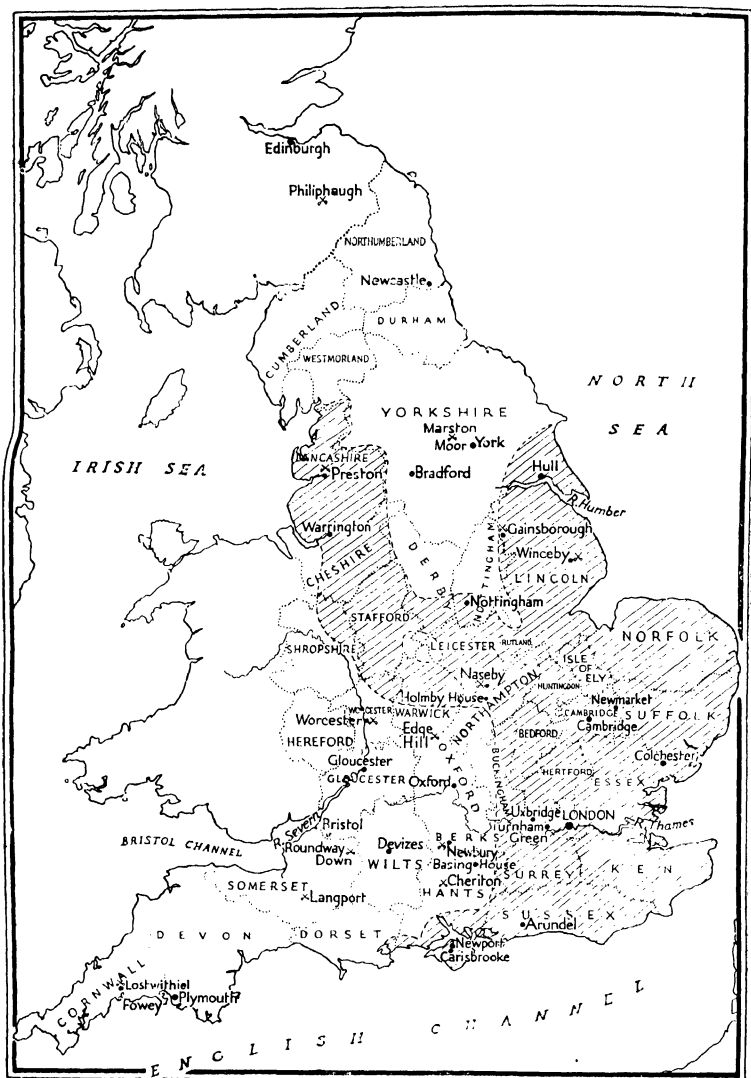 Edinburgh
Philiphaugh
NORTHUMBERLAND
Newcastle
CUMBERLAND
DURHAM
WESTMORLAND
NORTH
SEA
YORKSHIRE
Marston
Moor
York
IRISH SEA
LANCASHIRE
Preston
Bradford
Hull
R. Humber
Warrington
Gainsborough
CHESHIRE
DERBY
NOTTINGHAM
Winceby
LINCOLN
STAFFORD
Nottingham
SHROPSHIRE
LEICESTER
RUTLAND
NORFOLK
ISLE
OF
ELY
Naseby
HUNTINGDON
Holmby House
NORTHAMPTON
Newmarket
WORCESTER
WARWICK
CAMBRIDGE
SUFFOLK
Worcester
Edge
Hill
Cambridge
HEREFORD
OXFORD
BEDFORD
BUCKINGHAM
Gloucester
Colchester
GLOUCESTER
Oxford
HERTFORD
ESSEX
R. Severn
Uxbridge
LONDON
R. Thames
Bristol
Turnham
Green
BRISTOL CHANNEL
Roundway
Down
Devizes
BERKS
Newbury
WILTS
Basing House
SURREY
KEN
Cheriton
HANTS
SOMERSET
Langport
SUSSEX
Arundel
DEVON
DORSET
Newport
Carisbrooke
CORNWALL
Lostwithiel
Fowey
Plymouth
ENGLISH CHANNEL